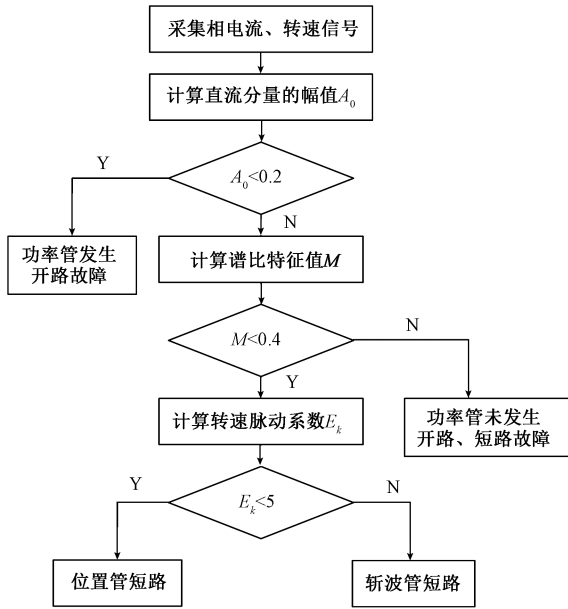 采集相电流、转速信号
计算直流分量的幅值A₀
A₀<0.2
Y
N
功率管发生
开路故障
计算谱比特征值M
M<0.4
N
Y
功率管未发生
开路、短路故障
计算转速脉动系数Eₖ
Eₖ<5
Y
N
位置管短路
斩波管短路